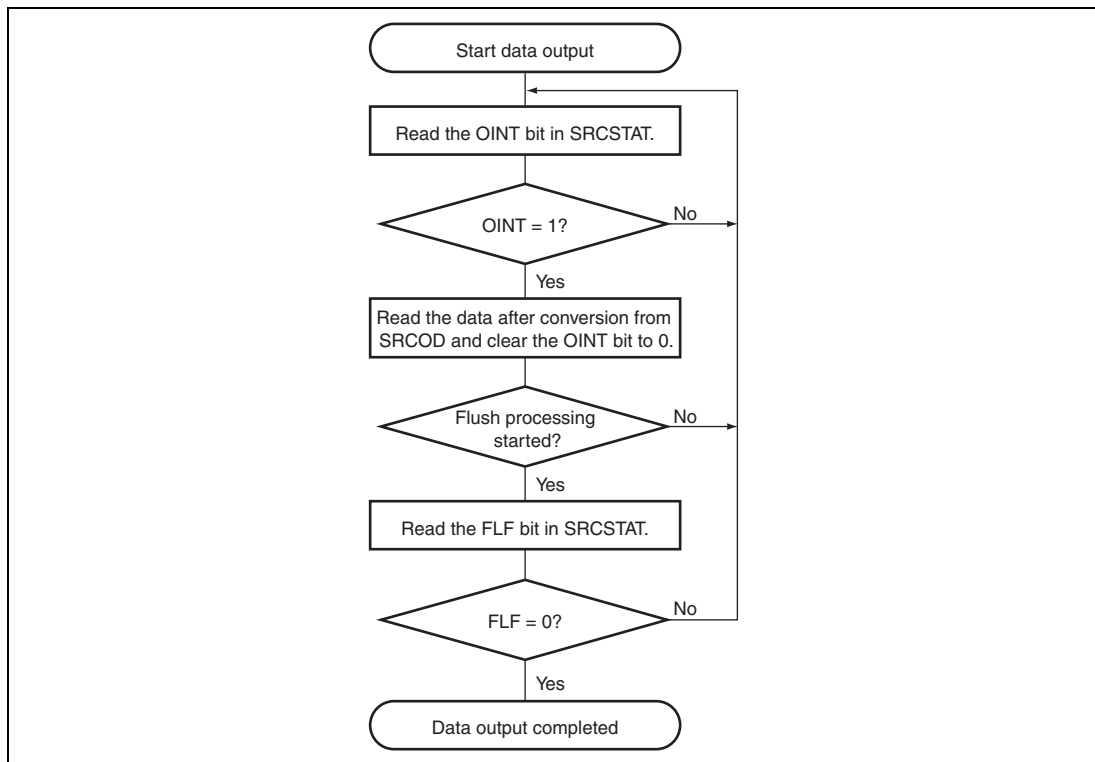 Start data output
Read the OINT bit in SRCSTAT.
OINT = 1?
No
Yes
Read the data after conversion from
SRCOD and clear the OINT bit to 0.
Flush processing
started?
No
Yes
Read the FLF bit in SRCSTAT.
FLF = 0?
No
Yes
Data output completed